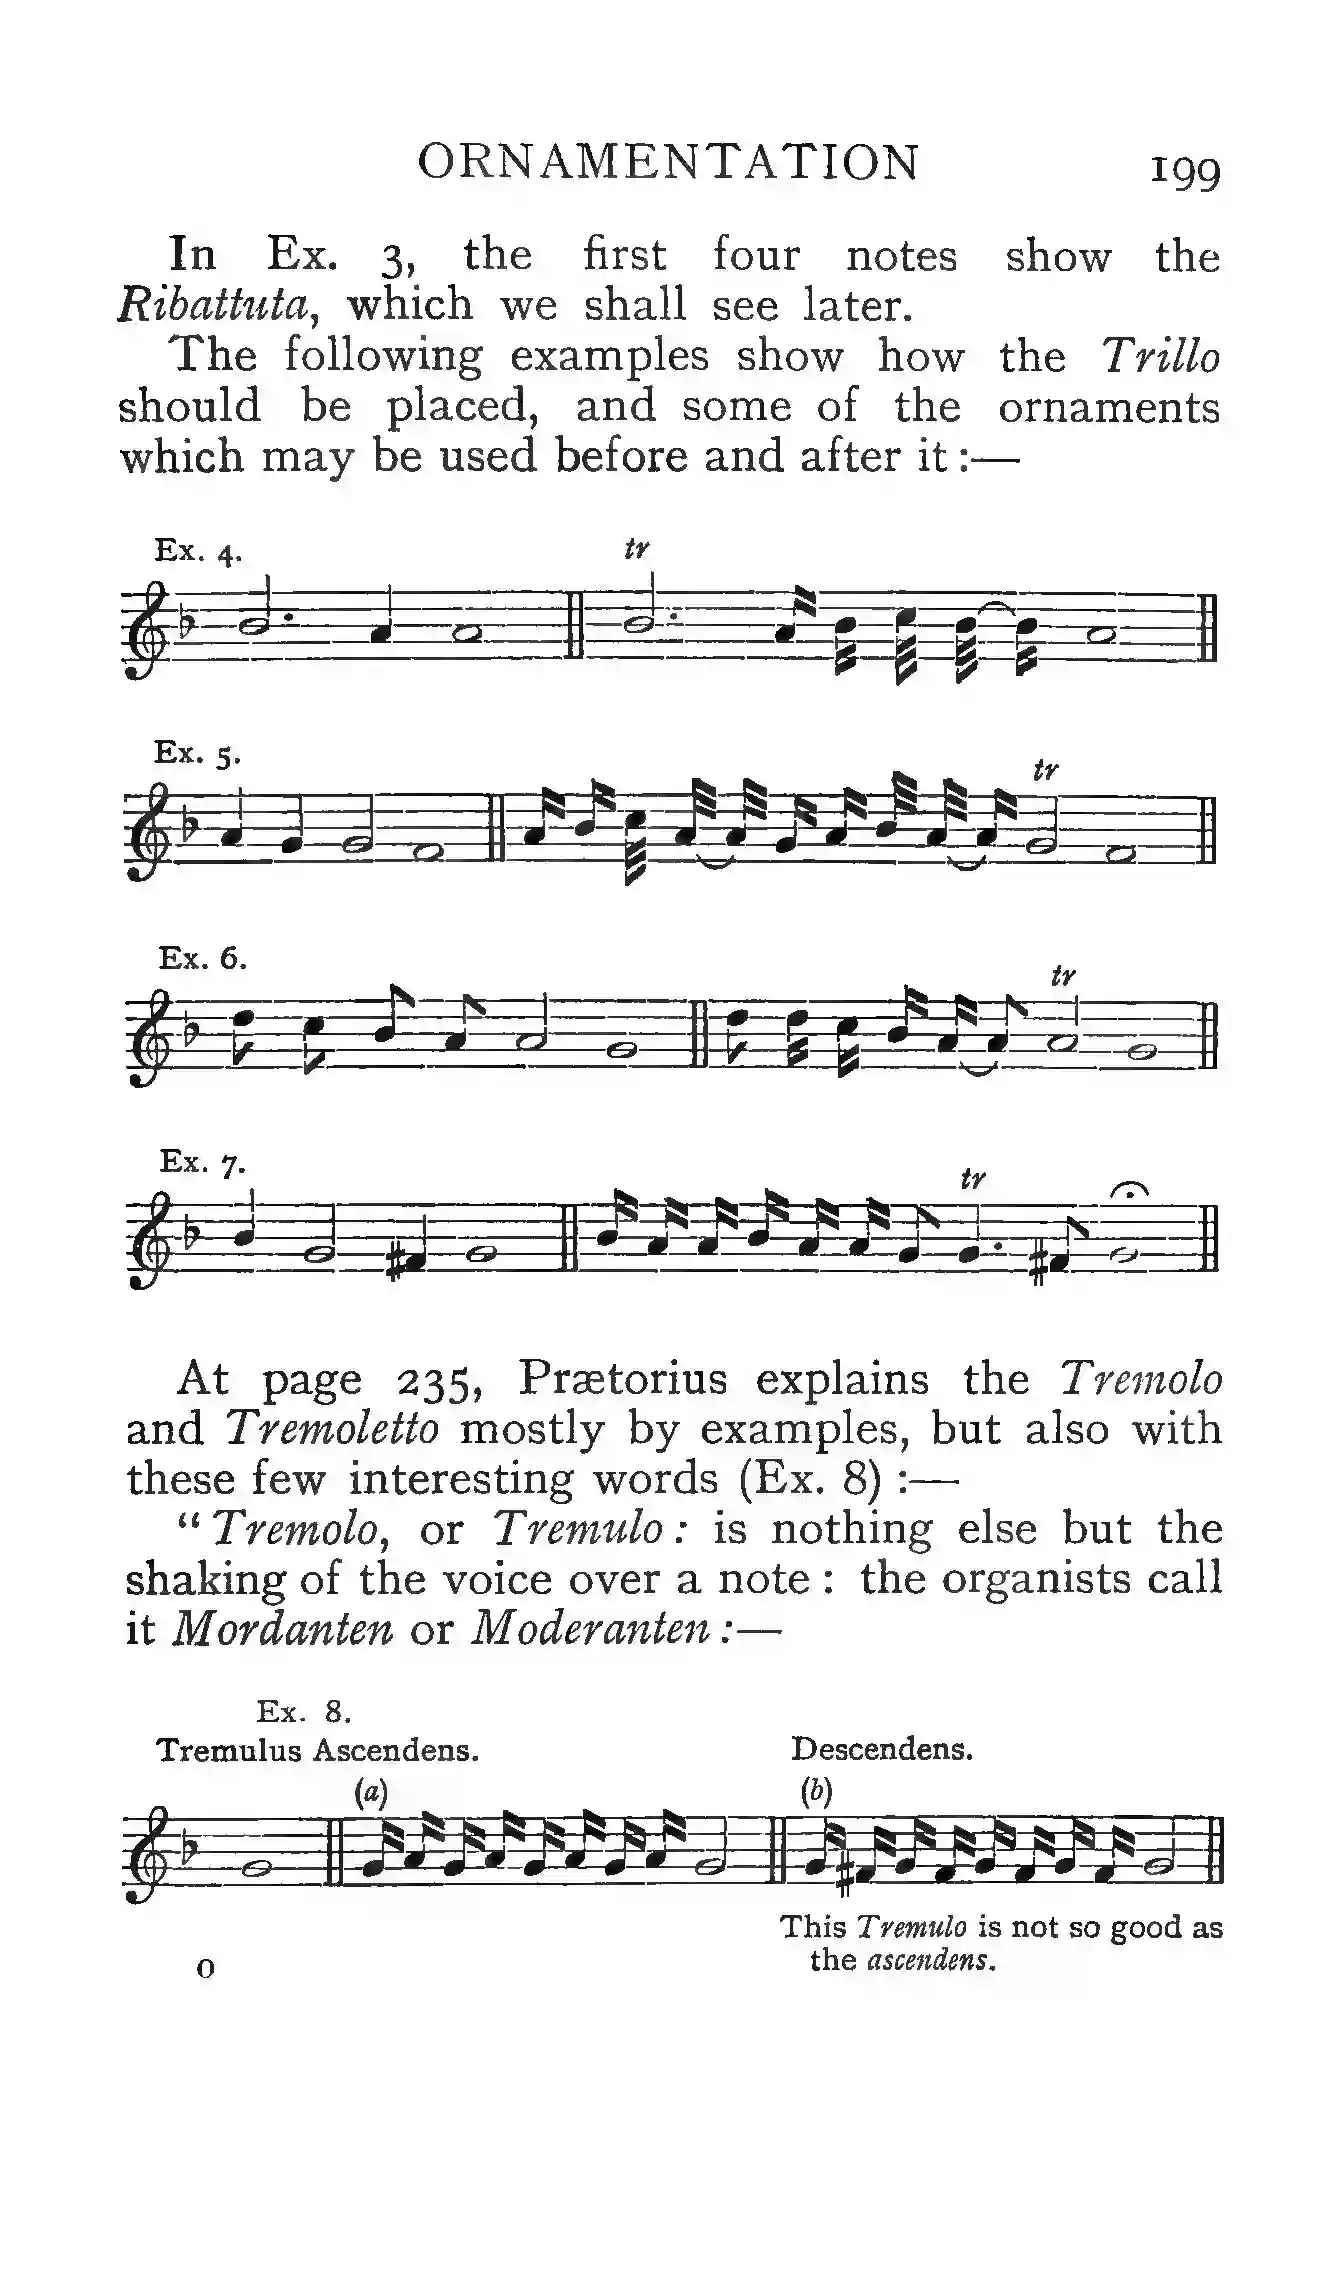 ORNAMENTATION 199
In Ex. 3, the first four notes show the
Ribattuta, which we shall see later.
The following examples show how the Trillo
should be placed, and some of the ornaments
which may be used before and after it :—
Ex. 4. tr
Ex. 5.
tr
Ex. 6.
tr
Ex. 7.
tr
At page 235, Prætorius explains the Tremolo
and Tremoletto mostly by examples, but also with
these few interesting words (Ex. 8) :—
“Tremolo, or Tremulo : is nothing else but the
shaking of the voice over a note : the organists call
it Mordanten or Moderanten :—
Ex. 8.
Tremulus Ascendens. Descendens.
(a) (b)
This Tremulo is not so good as
the ascendens.
O